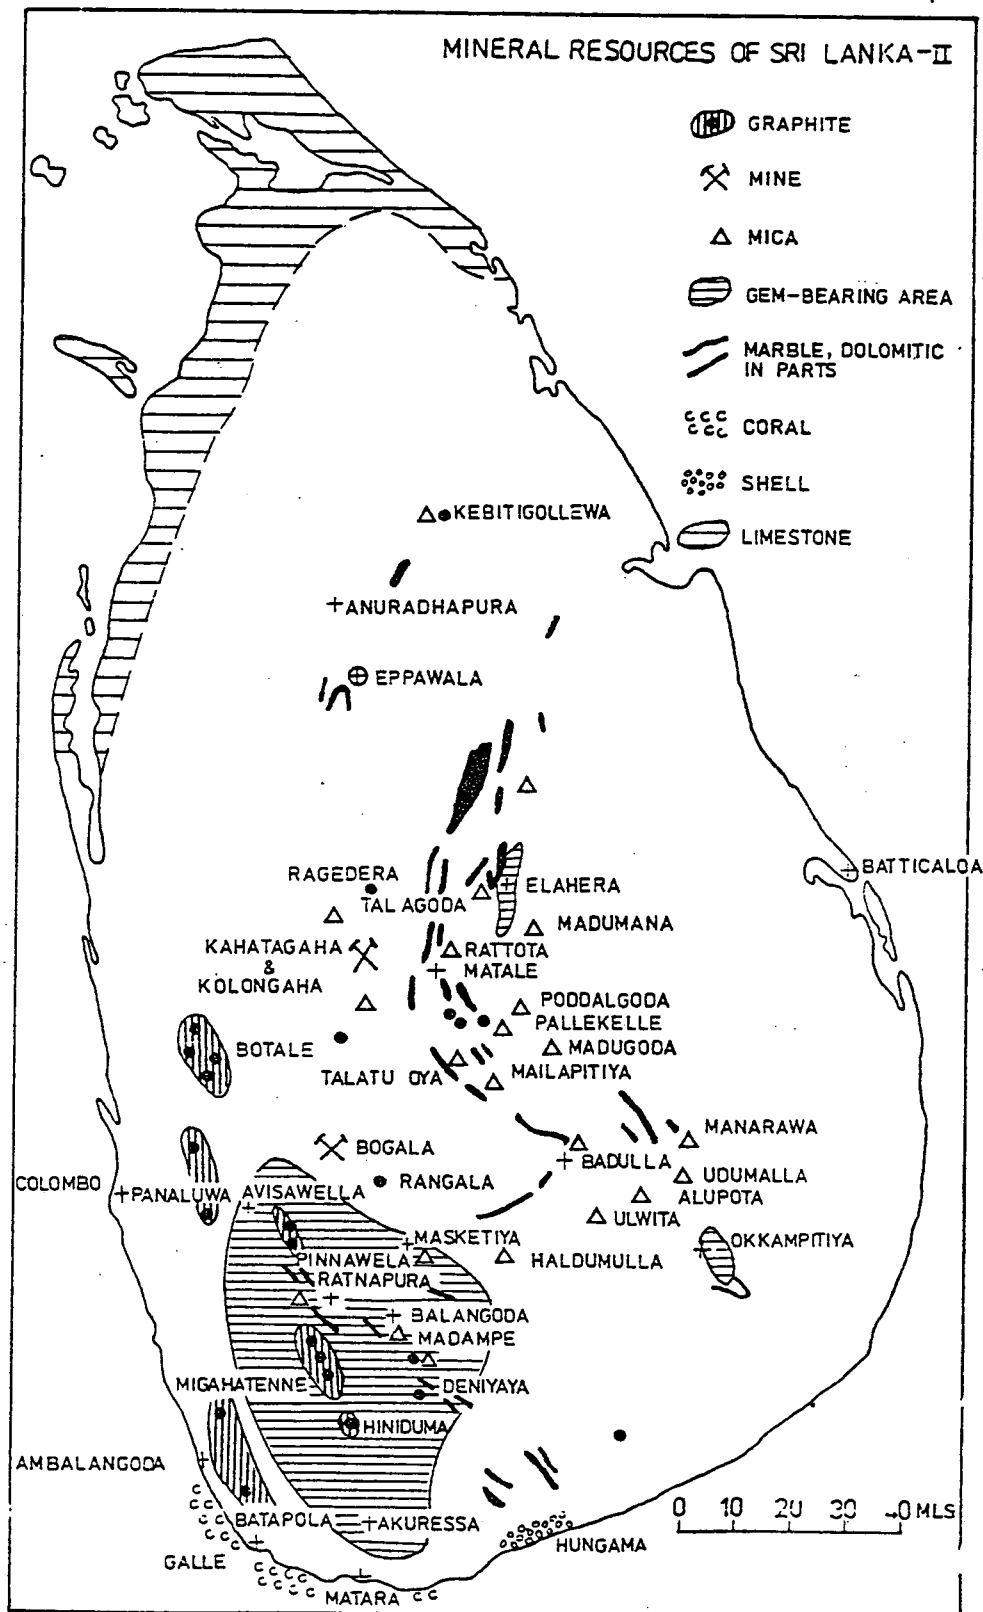 MINERAL RESOURCES OF SRI LANKA-II
GRAPHITE
MINE
MICA
GEM-BEARING AREA
MARBLE, DOLOMITIC
IN PARTS
CORAL
SHELL
LIMESTONE
KEBITIGOLLEWA
ANURADHAPURA
EPPAWALA
BATTICALOA
RAGEDERA
ELAHERA
TALAGODA
MADUMANA
KAHATAGAHA
&
KOLONGAHA
RATTOTA
MATALE
PODDALGODA
PALLEKELLE
BOTALE
MADUGODA
TALATU OYA
MAILAPITIYA
MANARAWA
BOGALA
BADULLA
COLOMBO
PANALUWA
AVISAWELLA
RANGALA
UDUMALLA
ALUPOTA
ULWITA
MASKETIYA
OKKAMPITIYA
PINNAWELA
HALDUMULLA
RATNAPURA
BALANGODA
MADAMPE
MIGAHATENNE
DENIYAYA
HINIDUMA
AMBALANGODA
BATAPOLA
AKURESSA
0 10 20 30 40 MLS
HUNGAMA
GALLE
MATARA